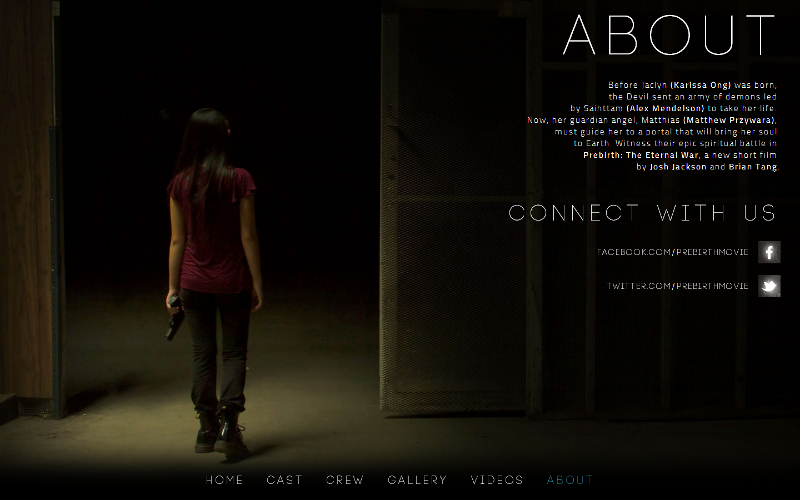 ABOUT
Before Jaclyn (Karissa Ong) was born,
the Devil sent an army of demons led
by Saihttam (Alex Mendelson) to take her life.
Now, her guardian angel, Matthias (Matthew Przywara),
must guide her to a portal that will bring her soul
to Earth. Witness their epic spiritual battle in
Prebirth: The Eternal War, a new short film
by Josh Jackson and Brian Tang.
CONNECT WITH US
FACEBOOK.COM/PREBIRTHMOVIE
TWITTER.COM/PREBIRTHMOVIE
HOME CAST CREW GALLERY VIDEOS ABOUT